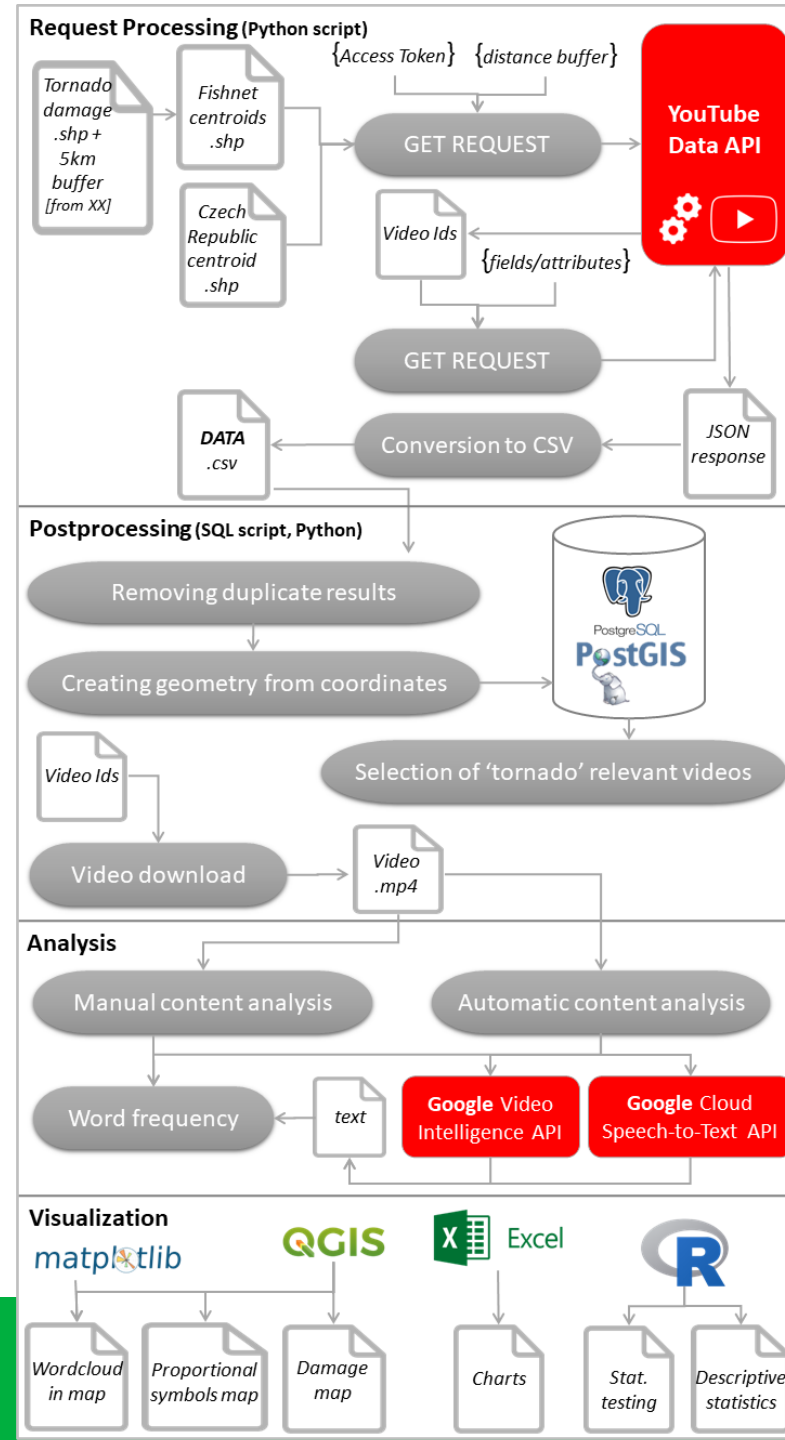 Request Processing (Python script)
{Access Token} {distance buffer}
Tornado
damage
.shp +
5km
buffer
[from XX]
Fishnet
centroids
.shp
GET REQUEST
YouTube
Data API
Czech
Republic
centroid
.shp
Video Ids
{fields/attributes}
GET REQUEST
DATA
.csv
Conversion to CSV
JSON
response
Postprocessing (SQL script, Python)
Removing duplicate results
PostgreSQL
PostGIS
Creating geometry from coordinates
Video Ids
Selection of ‘tornado’ relevant videos
Video download
Video
.mp4
Analysis
Manual content analysis
Automatic content analysis
Word frequency
text
Google Video
Intelligence API
Google Cloud
Speech-to-Text API
Visualization
matplotlib
QGIS
X Excel
R
Wordcloud
in map
Proportional
symbols map
Damage
map
Charts
Stat.
testing
Descriptive
statistics